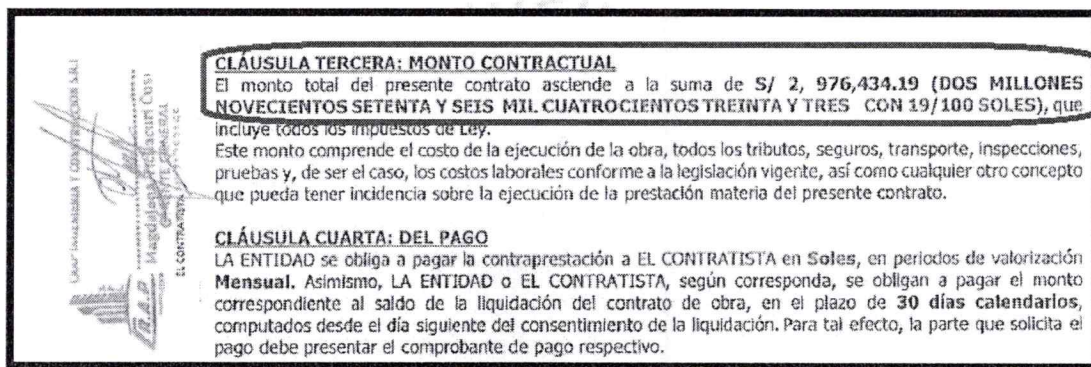 CLÁUSULA TERCERA: MONTO CONTRACTUAL
El monto total del presente contrato asciende a la suma de S/ 2, 976,434.19 (DOS MILLONES
NOVECIENTOS SETENTA Y SEIS MIL CUATROCIENTOS TREINTA Y TRES CON 19/100 SOLES), que
incluye todos los impuestos de Ley.
Este monto comprende el costo de la ejecución de la obra, todos los tributos, seguros, transporte, inspecciones,
pruebas y, de ser el caso, los costos laborales conforme a la legislación vigente, así como cualquier otro concepto
que pueda tener incidencia sobre la ejecución de la prestación materia del presente contrato.
CLÁUSULA CUARTA: DEL PAGO
LA ENTIDAD se obliga a pagar la contraprestación a EL CONTRATISTA en Soles, en periodos de valorización
Mensual. Asimismo, LA ENTIDAD o EL CONTRATISTA, según corresponda, se obligan a pagar el monto
correspondiente al saldo de la liquidación del contrato de obra, en el plazo de 30 días calendarios,
computados desde el día siguiente del consentimiento de la liquidación. Para tal efecto, la parte que solicita el
pago debe presentar el comprobante de pago respectivo.
Magdalena Cusi
GERENTE GENERAL
EL CONTRATISTA